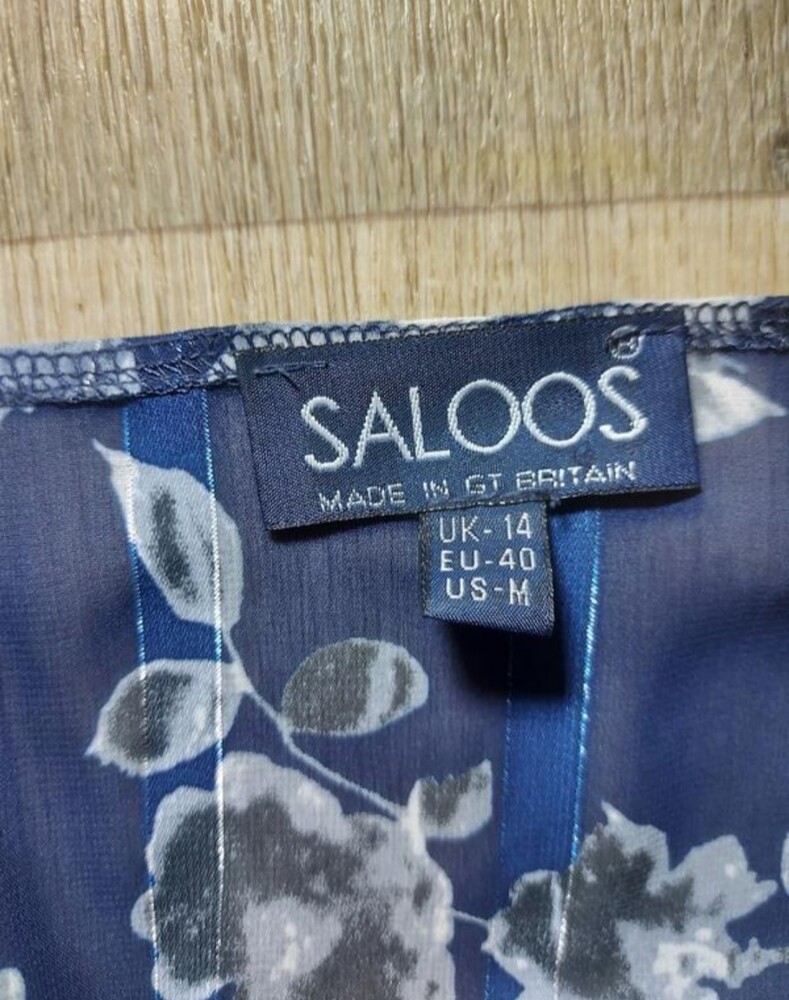 SALOOS
MADE IN GT BRITAIN
UK-14
EU-40
US-M